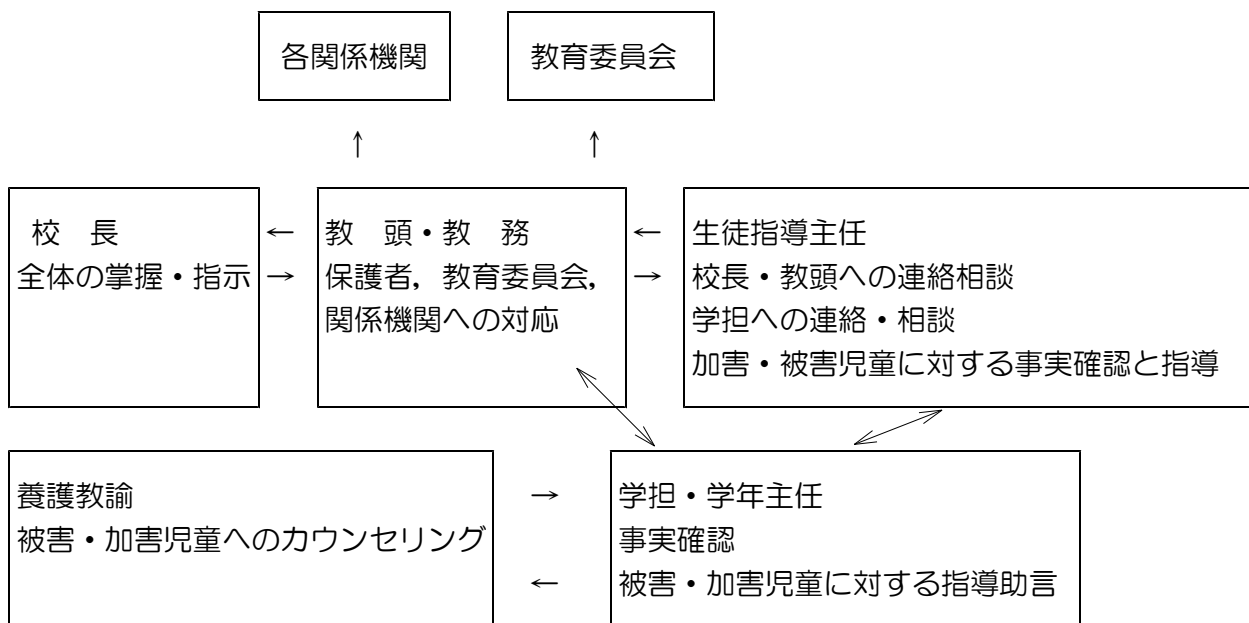 各関係機関
教育委員会
↑
↑
校　長
全体の掌握・指示
←
→
教　頭・教　務
保護者，教育委員会，
関係機関への対応
←
→
生徒指導主任
校長・教頭への連絡相談
学担への連絡・相談
加害・被害児童に対する事実確認と指導
養護教諭
被害・加害児童へのカウンセリング
→
←
学担・学年主任
事実確認
被害・加害児童に対する指導助言